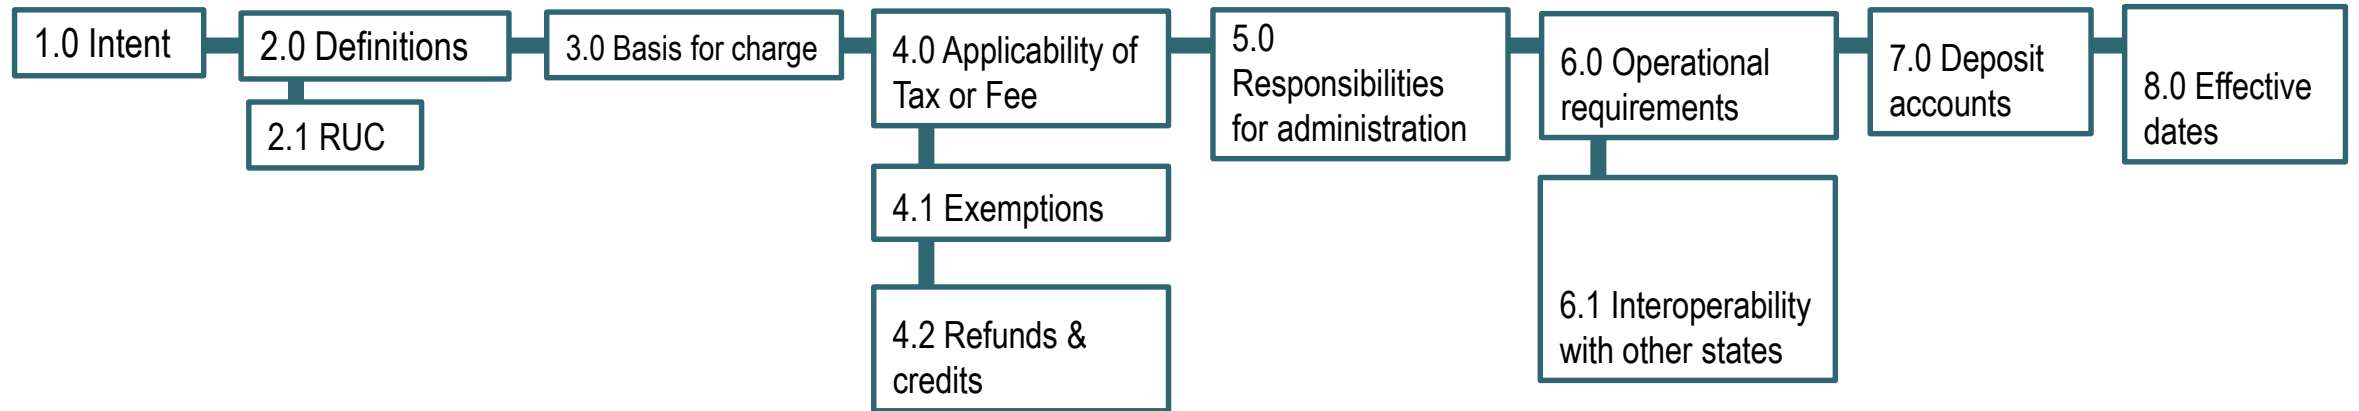 1.0 Intent
2.0 Definitions
2.1 RUC
3.0 Basis for charge
4.0 Applicability of
Tax or Fee
4.1 Exemptions
4.2 Refunds &
credits
5.0
Responsibilities
for administration
6.0 Operational
requirements
6.1 Interoperability
with other states
7.0 Deposit
accounts
8.0 Effective
dates